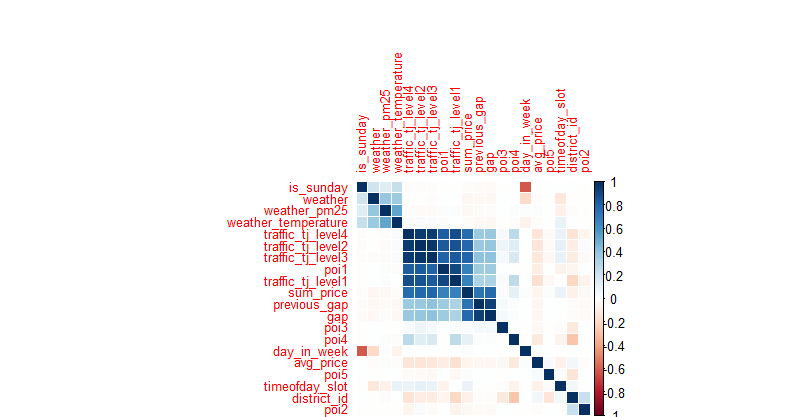 is_sunday
weather
weather_pm25
weather_temperature
traffic_tj_level4
traffic_tj_level2
traffic_tj_level3
poi1
traffic_tj_level1
sum_price
previous_gap
gap
poi3
poi4
day_in_week
avg_price
poi5
timeofday_slot
district_id
poi2
is_sunday
weather
weather_pm25
weather_temperature
traffic_tj_level4
traffic_tj_level2
traffic_tj_level3
poi1
traffic_tj_level1
sum_price
previous_gap
gap
poi3
poi4
day_in_week
avg_price
poi5
timeofday_slot
district_id
poi2
1
0.8
0.6
0.4
0.2
0
-0.2
-0.4
-0.6
-0.8
-1